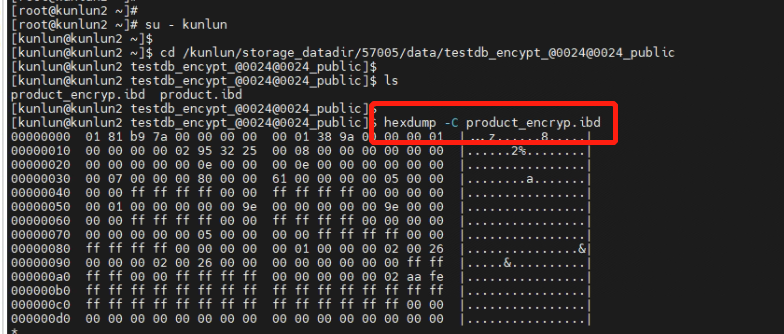 [root@kunlun2 ~]#
[root@kunlun2 ~]#
[root@kunlun2 ~]# su - kunlun
[kunlun@kunlun2 ~]$
[kunlun@kunlun2 ~]$ cd /kunlun/storage_datadir/57005/data/testdb_encypt_@0024@0024_public
[kunlun@kunlun2 testdb_encypt_@0024@0024_public]$
[kunlun@kunlun2 testdb_encypt_@0024@0024_public]$ ls
product_encryp.ibd  product.ibd
[kunlun@kunlun2 testdb_encypt_@0024@0024_public]$
[kunlun@kunlun2 testdb_encypt_@0024@0024_public]$ hexdump -C product_encryp.ibd
00000000  01 81 b9 7a 00 00 00 00  00 01 38 9a 00 00 00 01  |...z......8.....|
00000010  00 00 00 00 02 95 32 25  00 08 00 00 00 00 00 00  |......2%........|
00000020  00 00 00 00 00 0e 00 00  00 0e 00 00 00 00 00 00  |................|
00000030  00 07 00 00 00 80 00 00  61 00 00 00 00 05 00 00  |........a.......|
00000040  00 00 ff ff ff ff 00 00  ff ff ff ff 00 00 00 00  |................|
00000050  00 01 00 00 00 00 00 9e  00 00 00 00 00 9e 00 00  |................|
00000060  00 00 ff ff ff ff 00 00  ff ff ff ff 00 00 00 00  |................|
00000070  00 00 00 00 00 05 00 00  00 00 ff ff ff ff 00 00  |................|
00000080  ff ff ff ff 00 00 00 00  00 01 00 00 00 02 00 26  |...............&|
00000090  00 00 00 02 00 26 00 00  00 00 00 00 00 00 ff ff  |.....&..........|
000000a0  ff ff 00 00 ff ff ff ff  00 00 00 00 00 02 aa fe  |................|
000000b0  ff ff ff ff ff ff ff ff  ff ff ff ff ff ff ff ff  |................|
000000c0  ff ff ff ff ff ff ff ff  ff ff ff ff ff ff 00 00  |................|
000000d0  00 00 00 00 00 00 00 00  00 00 00 00 00 00 00 00  |................|
*